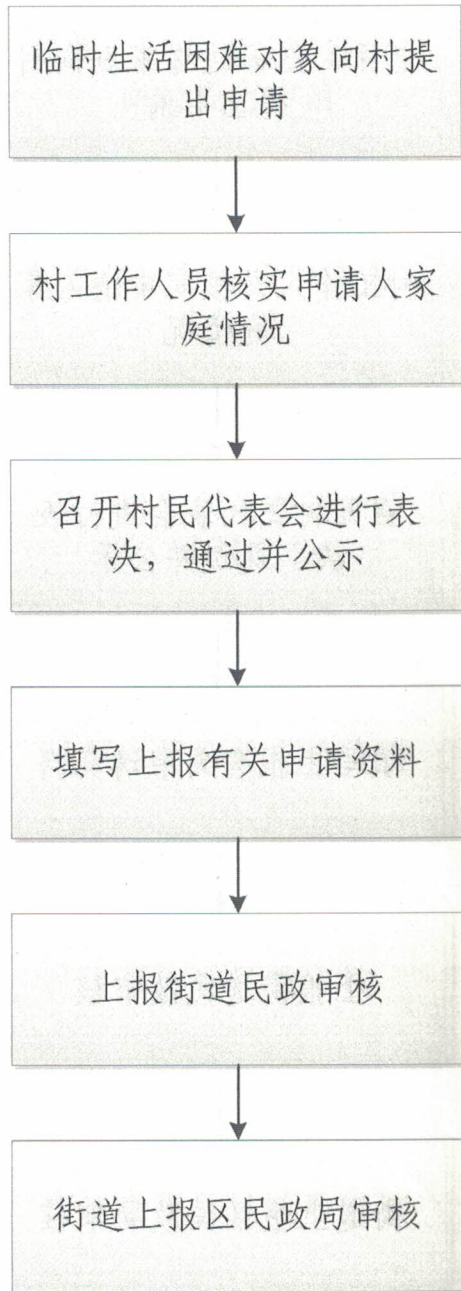 临时生活困难对象向村提
出申请
村工作人员核实申请人家
庭情况
召开村民代表会进行表
决，通过并公示
填写上报有关申请资料
上报街道民政审核
街道上报区民政局审核